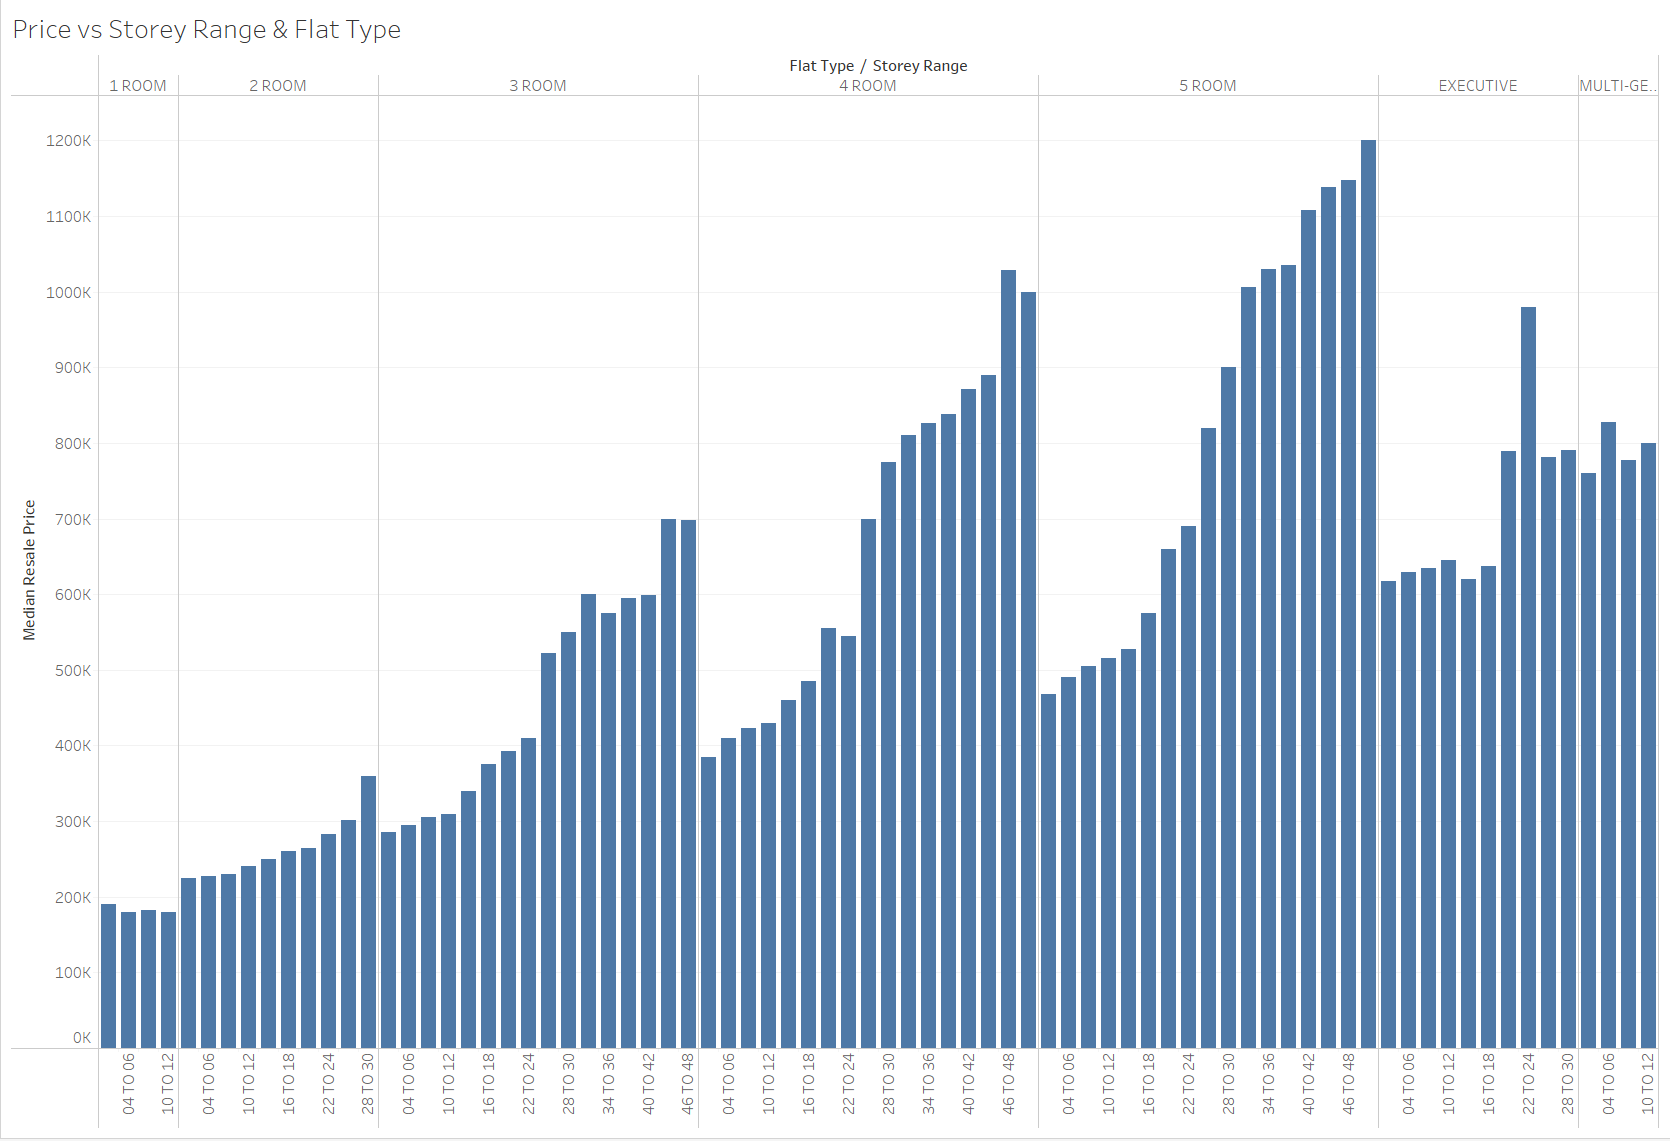 Price vs Storey Range & Flat Type
Flat Type / Storey Range
1 ROOM 2 ROOM 3 ROOM 4 ROOM 5 ROOM EXECUTIVE MULTI-GE..
1200K
1100K
1000K
900K
800K
700K
600K
500K
400K
300K
200K
100K
0K
Median Resale Price
04 TO 06
10 TO 12
04 TO 06
10 TO 12
16 TO 18
22 TO 24
28 TO 30
04 TO 06
10 TO 12
16 TO 18
22 TO 24
28 TO 30
34 TO 36
40 TO 42
46 TO 48
04 TO 06
10 TO 12
16 TO 18
22 TO 24
28 TO 30
34 TO 36
40 TO 42
46 TO 48
04 TO 06
10 TO 12
16 TO 18
22 TO 24
28 TO 30
34 TO 36
40 TO 42
46 TO 48
04 TO 06
10 TO 12
16 TO 18
22 TO 24
28 TO 30
04 TO 06
10 TO 12